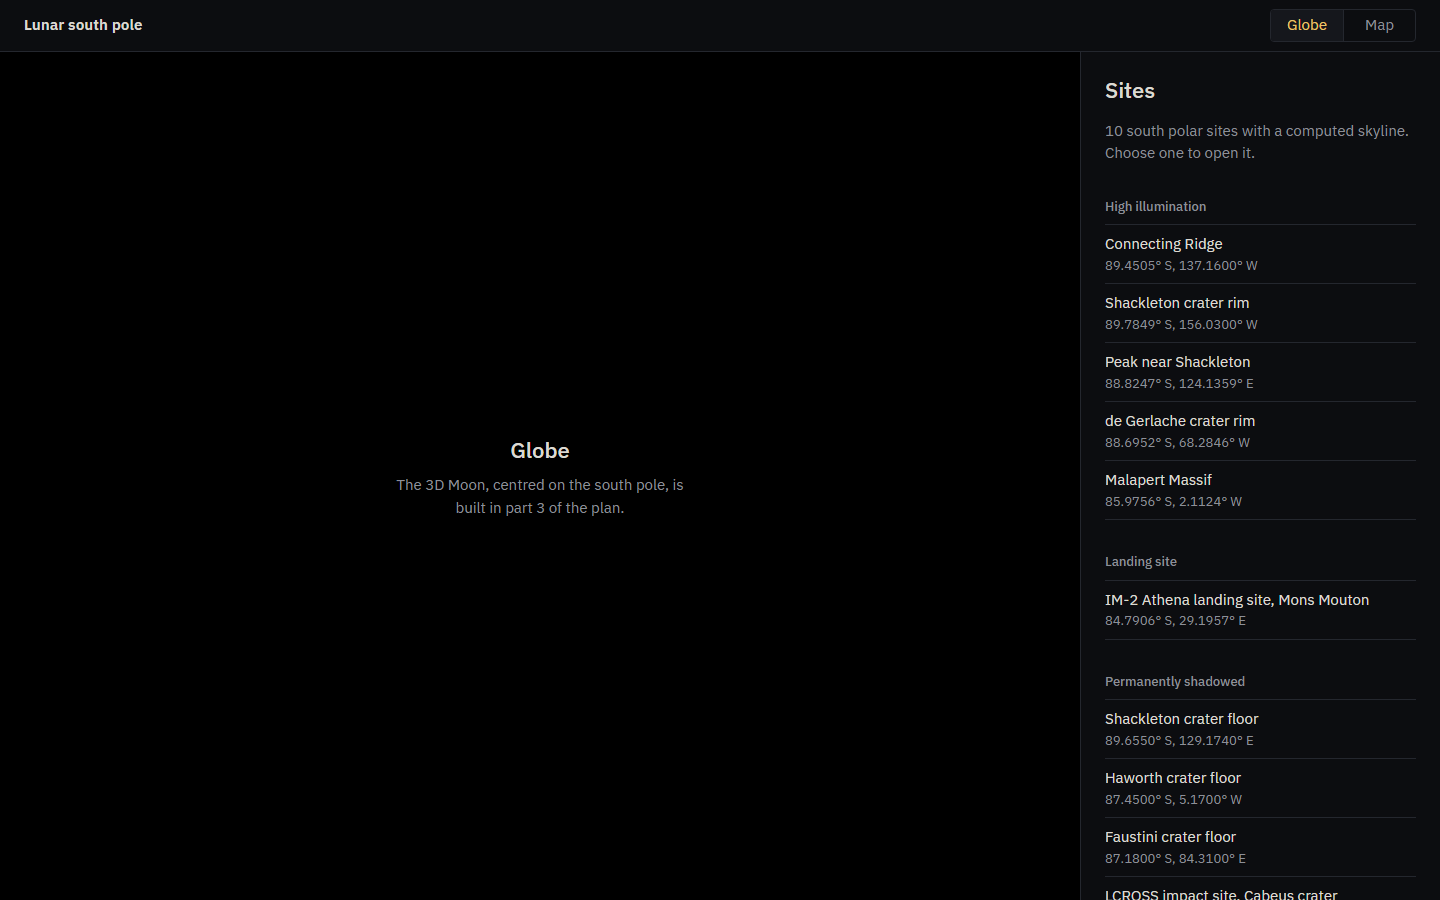 Lunar south pole
Globe
Map
Globe
The 3D Moon, centred on the south pole, is
built in part 3 of the plan.
Sites
10 south polar sites with a computed skyline.
Choose one to open it.
High illumination
Connecting Ridge
89.4505° S, 137.1600° W
Shackleton crater rim
89.7849° S, 156.0300° W
Peak near Shackleton
88.8247° S, 124.1359° E
de Gerlache crater rim
88.6952° S, 68.2846° W
Malapert Massif
85.9756° S, 2.1124° W
Landing site
IM-2 Athena landing site, Mons Mouton
84.7906° S, 29.1957° E
Permanently shadowed
Shackleton crater floor
89.6550° S, 129.1740° E
Haworth crater floor
87.4500° S, 5.1700° W
Faustini crater floor
87.1800° S, 84.3100° E
LCROSS impact site, Cabeus crater